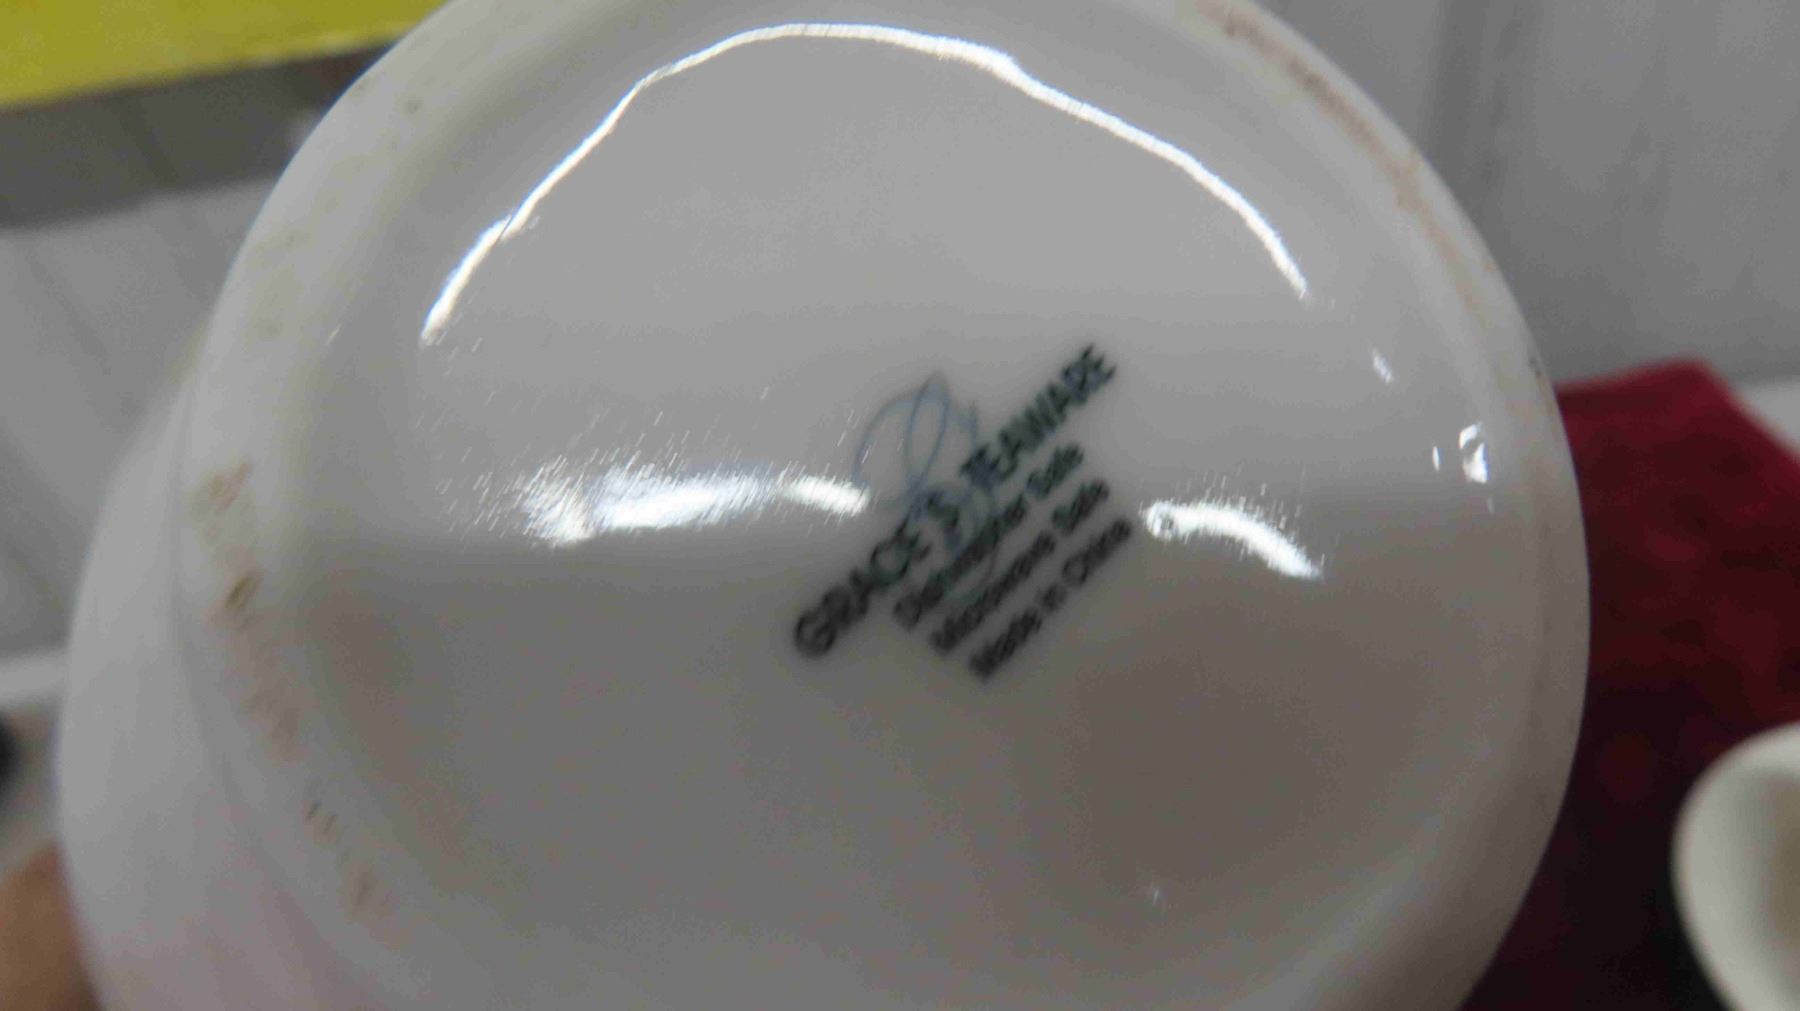 GRACE'S TEAWARE
Dishwasher Safe
Microwave Safe
Made in China